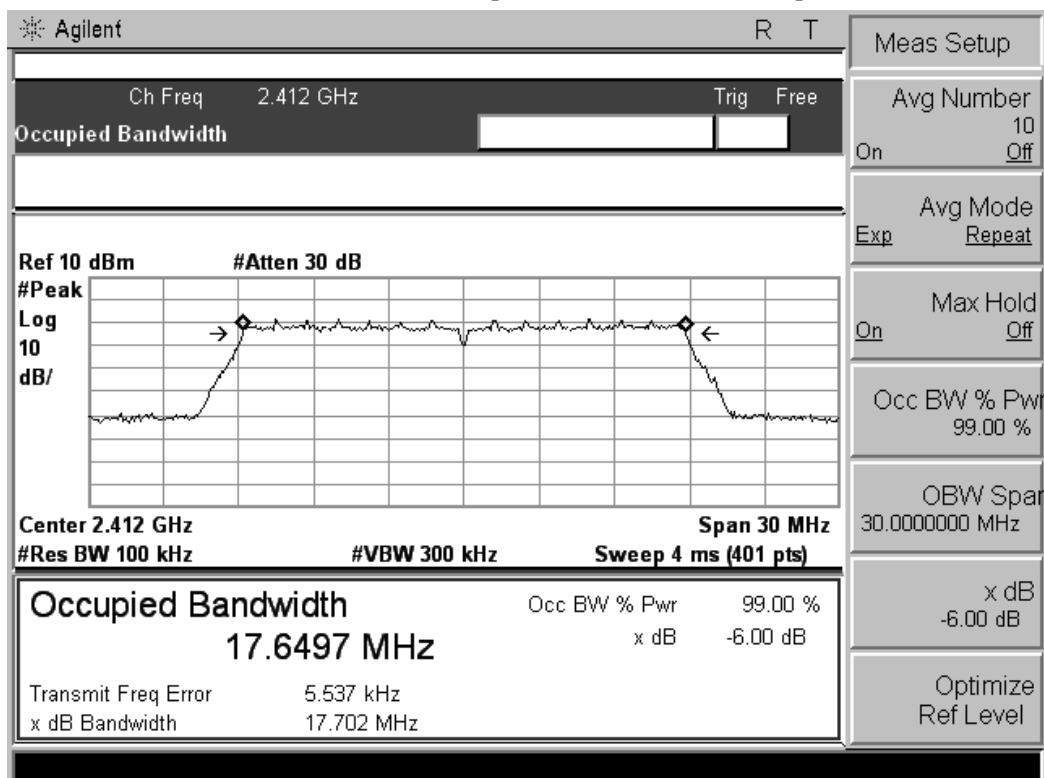 Agilent R T
Ch Freq 2.412 GHz Trig Free
Occupied Bandwidth
Ref 10 dBm #Atten 30 dB
#Peak
Log
10
dB/
Center 2.412 GHz Span 30 MHz
#Res BW 100 kHz #VBW 300 kHz Sweep 4 ms (401 pts)
Occupied Bandwidth
17.6497 MHz
Occ BW % Pwr 99.00 %
x dB -6.00 dB
Transmit Freq Error 5.537 kHz
x dB Bandwidth 17.702 MHz
Meas Setup
Avg Number
10
On Off
Avg Mode
Exp Repeat
Max Hold
On Off
Occ BW % Pwr
99.00 %
OBW Span
30.0000000 MHz
x dB
-6.00 dB
Optimize
Ref Level